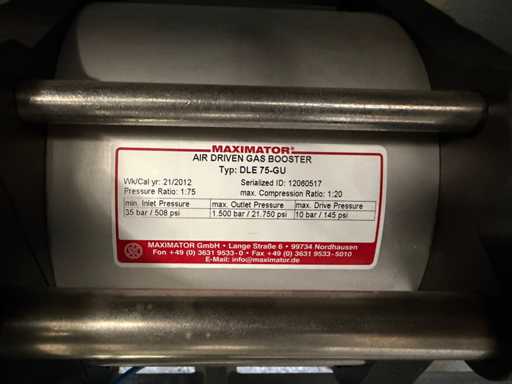 MAXIMATOR®
AIR DRIVEN GAS BOOSTER
Typ: DLE 75-GU
Wk/Cal yr: 21/2012 Serialized ID: 12060517
Pressure Ratio: 1:75 max. Compression Ratio: 1:20
min. Inlet Pressure max. Outlet Pressure max. Drive Pressure
35 bar / 508 psi 1.500 bar / 21.750 psi 10 bar / 145 psi
MAXIMATOR GmbH • Lange Straße 6 • 99734 Nordhausen
Fon +49 (0) 3631 9533-0 • Fax +49 (0) 3631 9533-5010
E-Mail: info@maximator.de